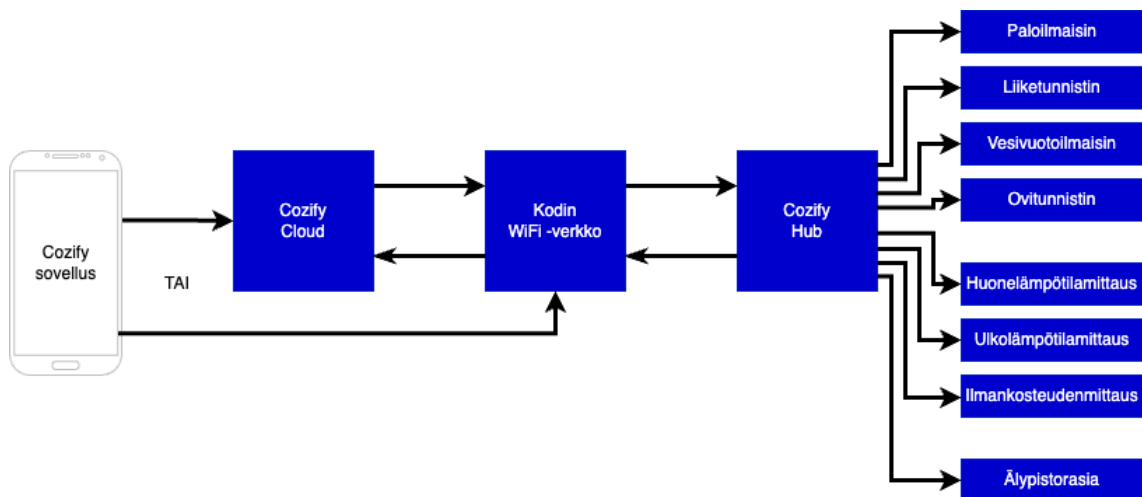 Cozify
sovellus
TAI
Cozify
Cloud
Kodin
WiFi -verkko
Cozify
Hub
Paloilmaisin
Liiketunnistin
Vesivuotoilmaisin
Ovitunnistin
Huonelämpötilamittaus
Ulkolämpötilamittaus
Ilmankosteudenmittaus
Älypistorasia